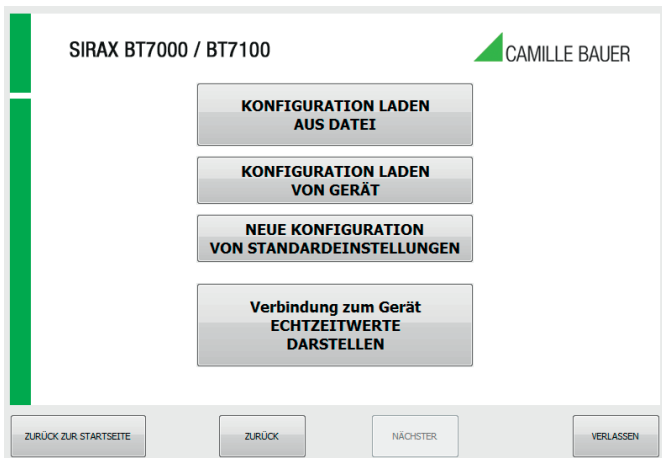 SIRAX BT7000 / BT7100
CAMILLE BAUER
KONFIGURATION LADEN
AUS DATEI
KONFIGURATION LADEN
VON GERÄT
NEUE KONFIGURATION
VON STANDARDEINSTELLUNGEN
Verbindung zum Gerät
ECHTZEITWERTE
DARSTELLEN
ZURÜCK ZUR STARTSEITE
ZURÜCK
NÄCHSTER
VERLASSEN